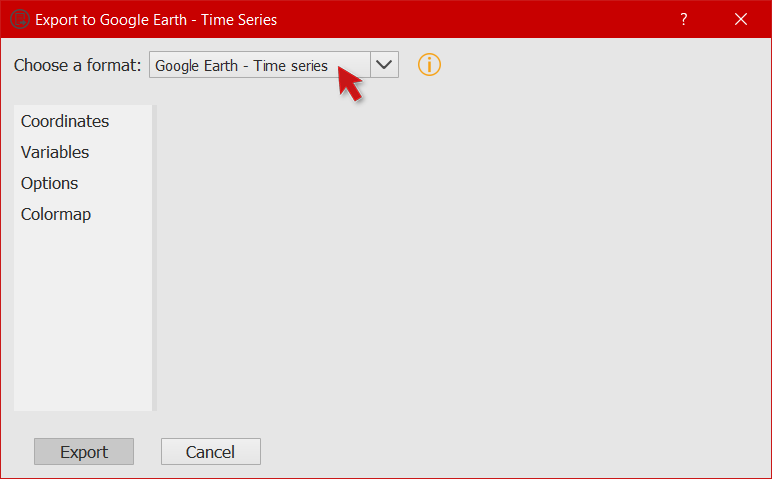 Export to Google Earth - Time Series
?
Choose a format: Google Earth - Time series
Coordinates
Variables
Options
Colormap
Export Cancel